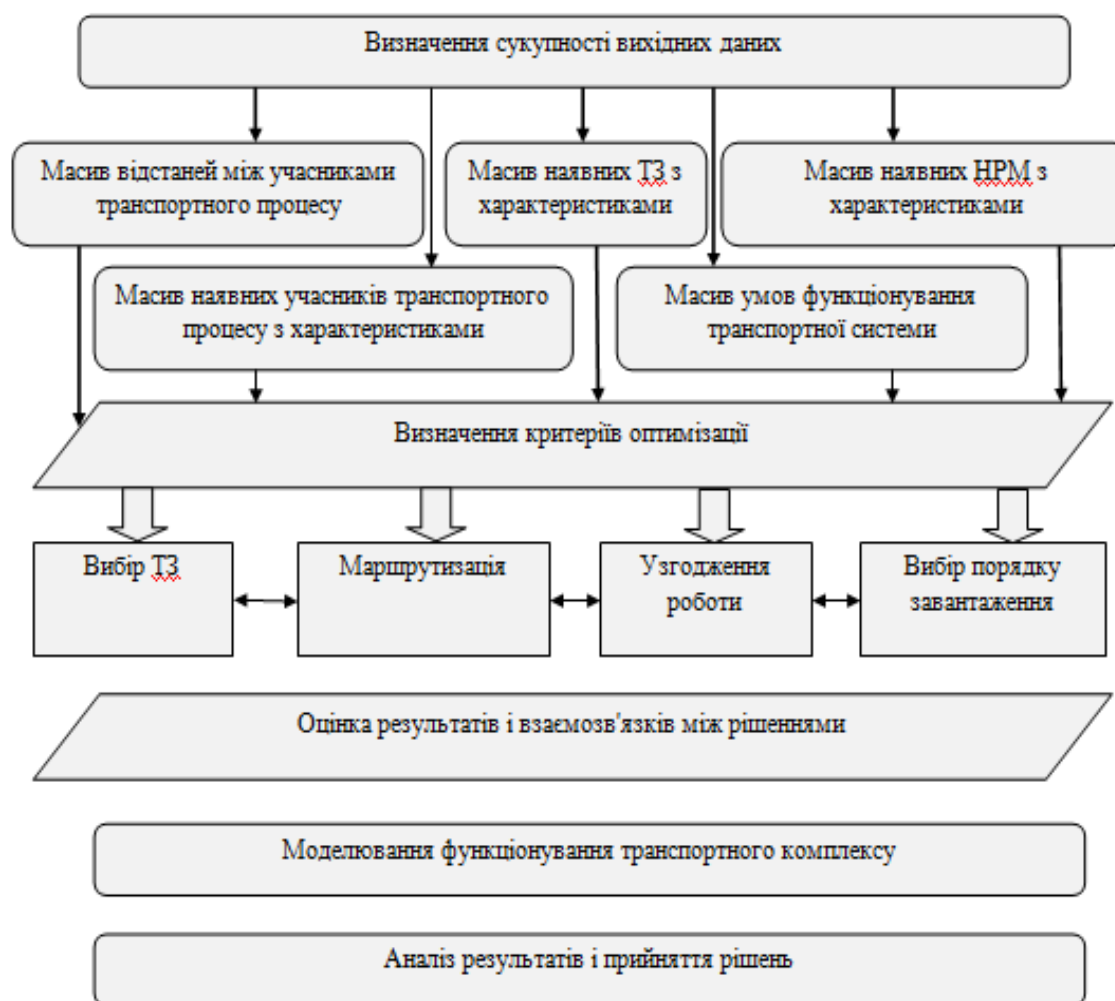 Визначення сукупності вихідних даних
Масив відстаней між учасниками
транспортного процесу
Масив наявних ТЗ з
характеристиками
Масив наявних НРМ з
характеристиками
Масив наявних учасників транспортного
процесу з характеристиками
Масив умов функціонування
транспортної системи
Визначення критеріїв оптимізації
Вибір ТЗ
Маршрутизація
Узгодження
роботи
Вибір порядку
завантаження
Оцінка результатів і взаємозв'язків між рішеннями
Моделювання функціонування транспортного комплексу
Аналіз результатів і прийняття рішень